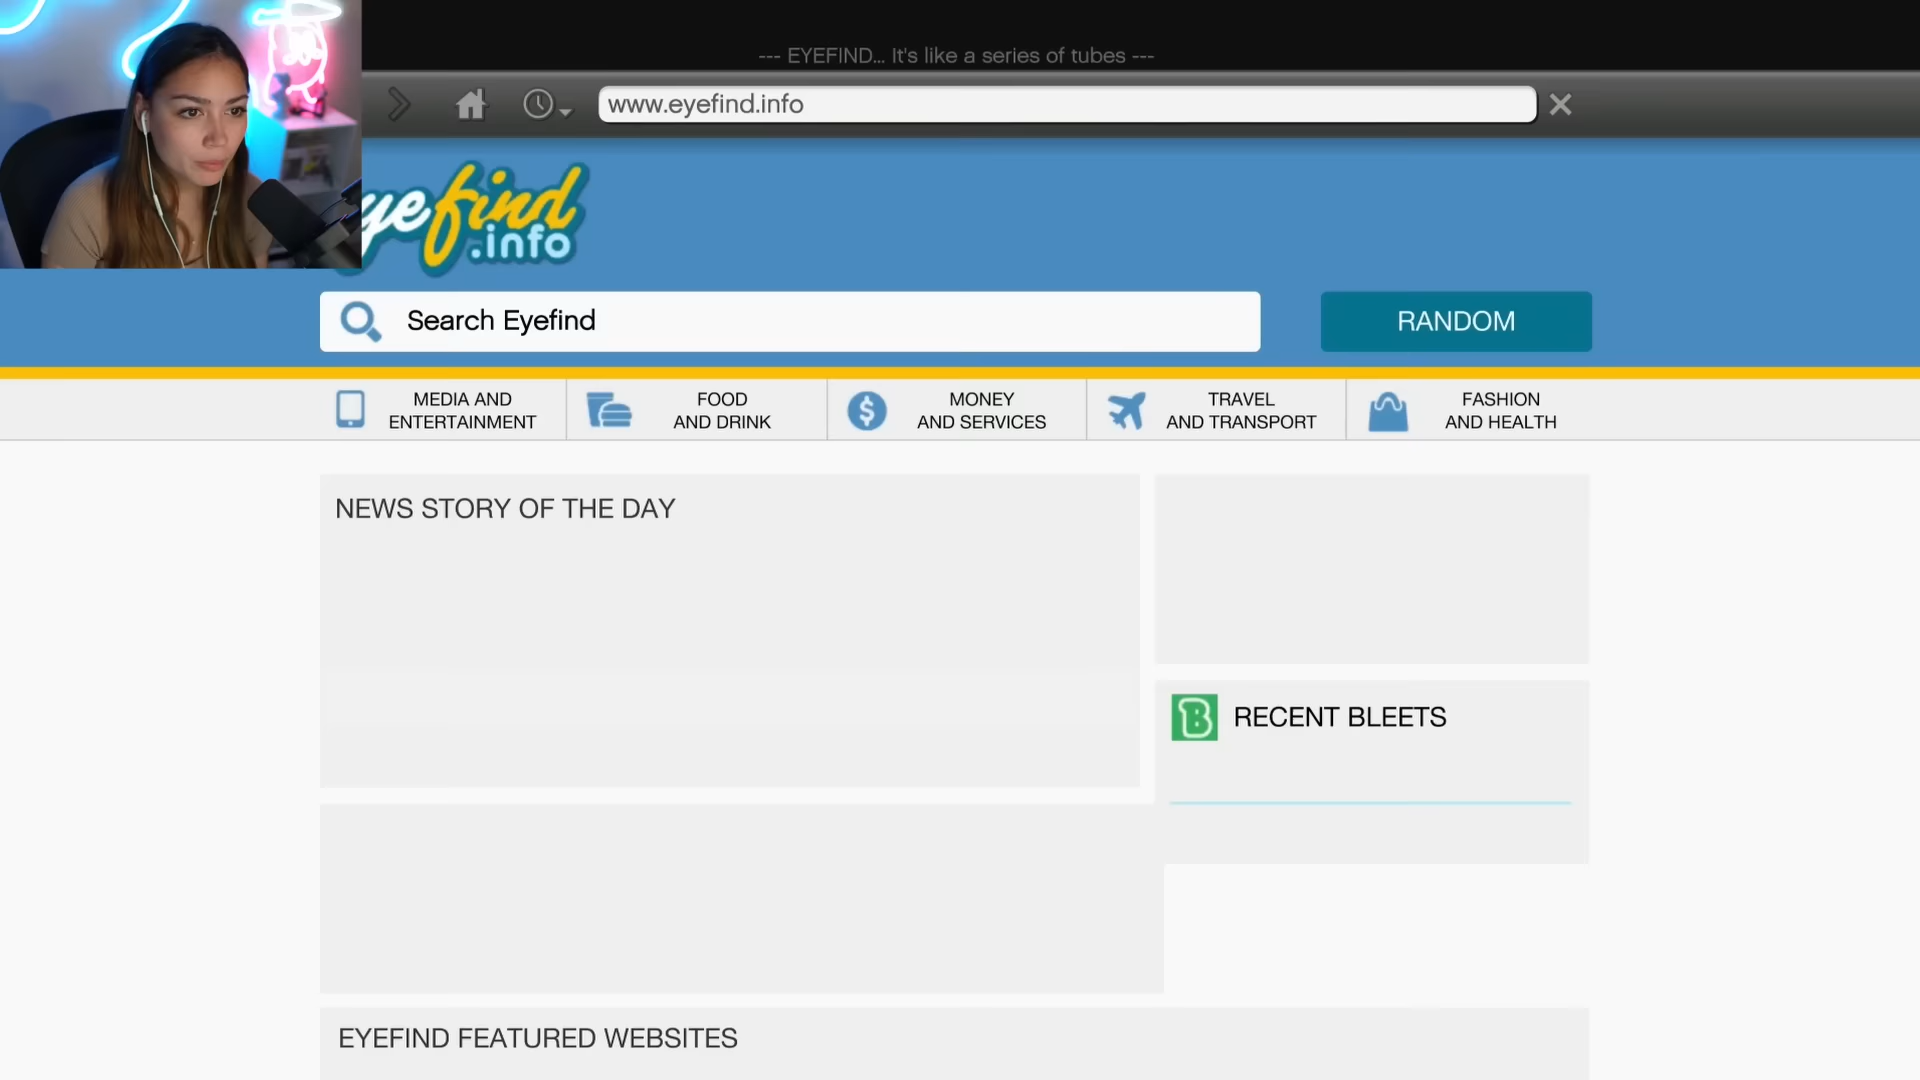 --- EYEFIND... It's like a series of tubes ---
www.eyefind.info
yefind
.info
Search Eyefind
RANDOM
MEDIA AND
ENTERTAINMENT
FOOD
AND DRINK
MONEY
AND SERVICES
TRAVEL
AND TRANSPORT
FASHION
AND HEALTH
NEWS STORY OF THE DAY
B RECENT BLEETS
EYEFIND FEATURED WEBSITES